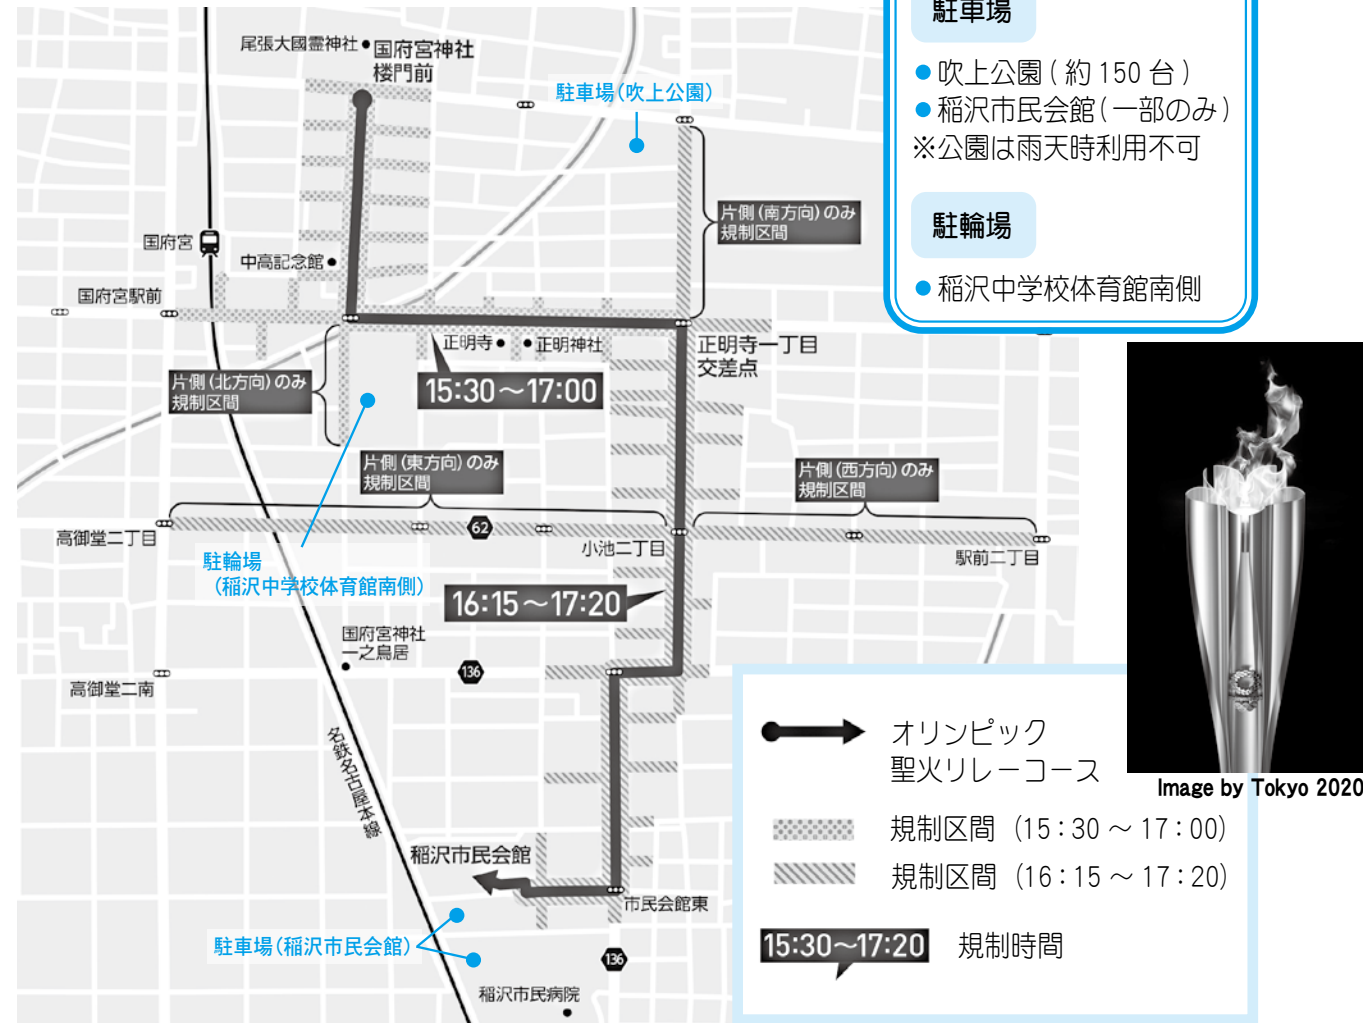 駐車場
●吹上公園(約150台)
●稲沢市民会館(一部のみ)
※公園は雨天時利用不可
駐輪場
●稲沢中学校体育館南側
尾張大國霊神社
国府宮神社
楼門前
駐車場(吹上公園)
片側(南方向)のみ
規制区間
国府宮
中高記念館
国府宮駅前
正明寺
正明神社
正明寺一丁目
交差点
15:30～17:00
片側(北方向)のみ
規制区間
片側(東方向)のみ
規制区間
片側(西方向)のみ
規制区間
高御堂二丁目
62
小池二丁目
駅前二丁目
駐輪場
(稲沢中学校体育館南側)
16:15～17:20
国府宮神社
一之鳥居
136
高御堂二南
名鉄名古屋本線
稲沢市民会館
市民会館東
駐車場(稲沢市民会館)
136
稲沢市民病院
オリンピック
聖火リレーコース
規制区間 (15:30～17:00)
規制区間 (16:15～17:20)
15:30～17:20 規制時間
Image by Tokyo 2020